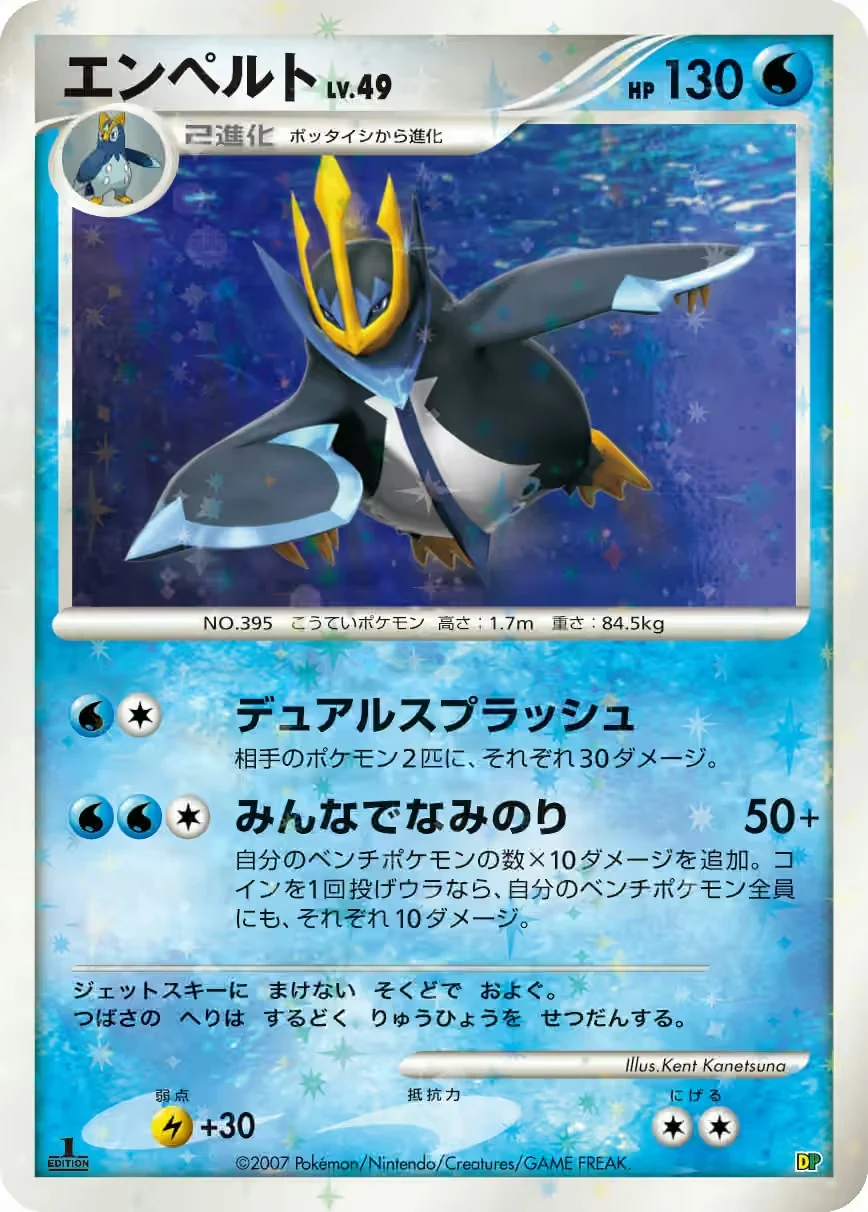 エンペルト LV.49 HP 130
己進化 ポッタイシから進化
NO.395 こうていポケモン 高さ：1.7m 重さ：84.5kg
デュアルスプラッシュ
相手のポケモン2匹に、それぞれ30ダメージ。
みんなでなみのり 50+
自分のベンチポケモンの数×10ダメージを追加。コ
インを1回投げウラなら、自分のベンチポケモン全員
にも、それぞれ10ダメージ。
ジェットスキーに まけない そくどで およぐ。
つばさの へりは するどく りゅうひょうを せつだんする。
Illus.Kent Kanetsuna
弱点 抵抗力 にげる
+30
1 EDITION ©2007 Pokémon/Nintendo/Creatures/GAME FREAK. DP